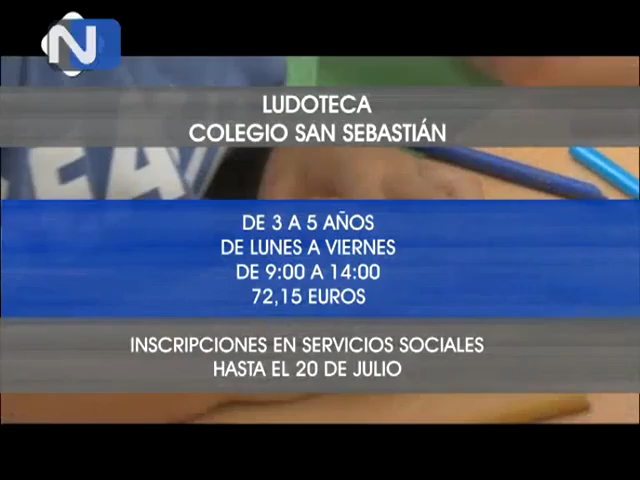 N
LUDOTECA
COLEGIO SAN SEBASTIÁN
DE 3 A 5 AÑOS
DE LUNES A VIERNES
DE 9:00 A 14:00
72,15 EUROS
INSCRIPCIONES EN SERVICIOS SOCIALES
HASTA EL 20 DE JULIO